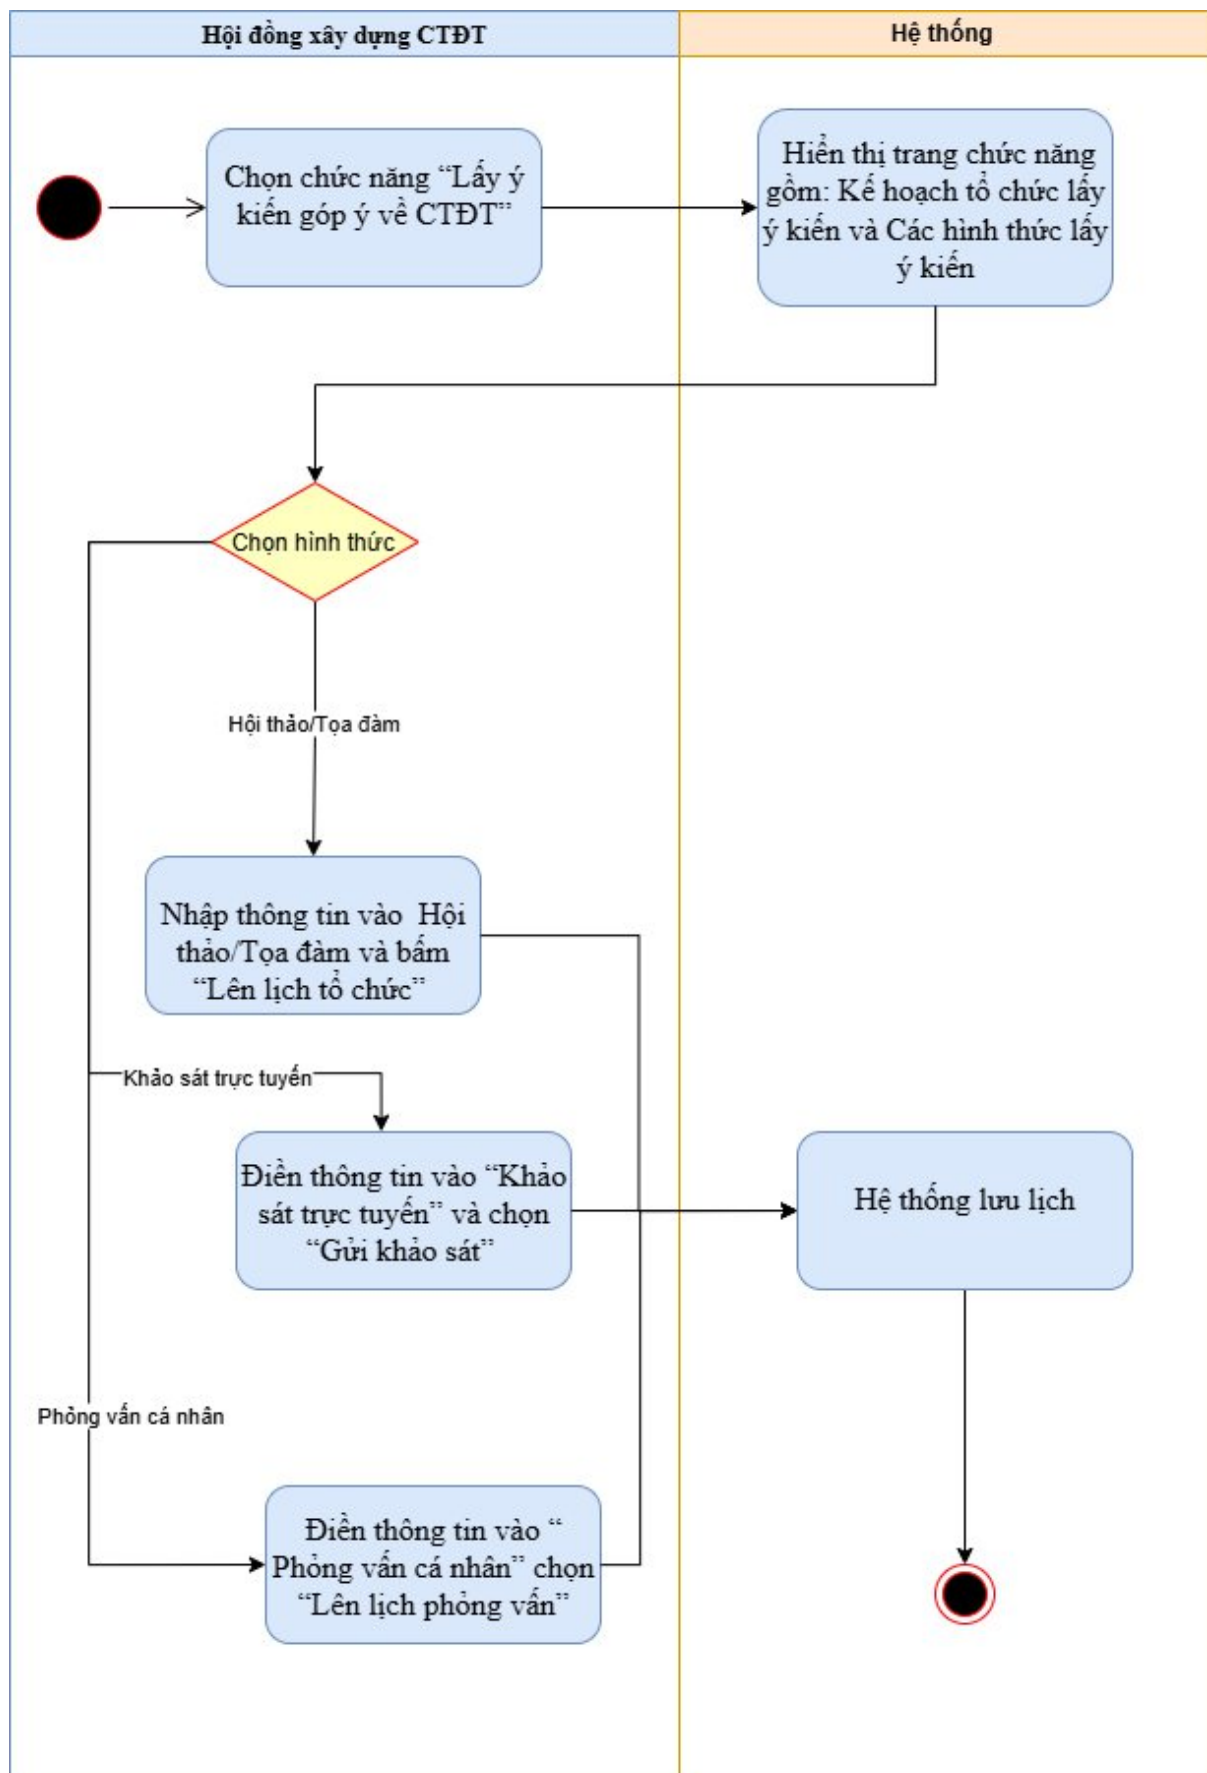 Hội đồng xây dựng CTĐT
Hệ thống
Chọn chức năng “Lấy ý
kiến góp ý về CTĐT”
Hiển thị trang chức năng
gồm: Kế hoạch tổ chức lấy
ý kiến và Các hình thức lấy
ý kiến
Chọn hình thức
Hội thảo/Tọa đàm
Nhập thông tin vào Hội
thảo/Tọa đàm và bấm
“Lên lịch tổ chức”
Khảo sát trực tuyến
Điền thông tin vào “Khảo
sát trực tuyến” và chọn
“Gửi khảo sát”
Hệ thống lưu lịch
Phỏng vấn cá nhân
Điền thông tin vào “
Phỏng vấn cá nhân” chọn
“Lên lịch phỏng vấn”